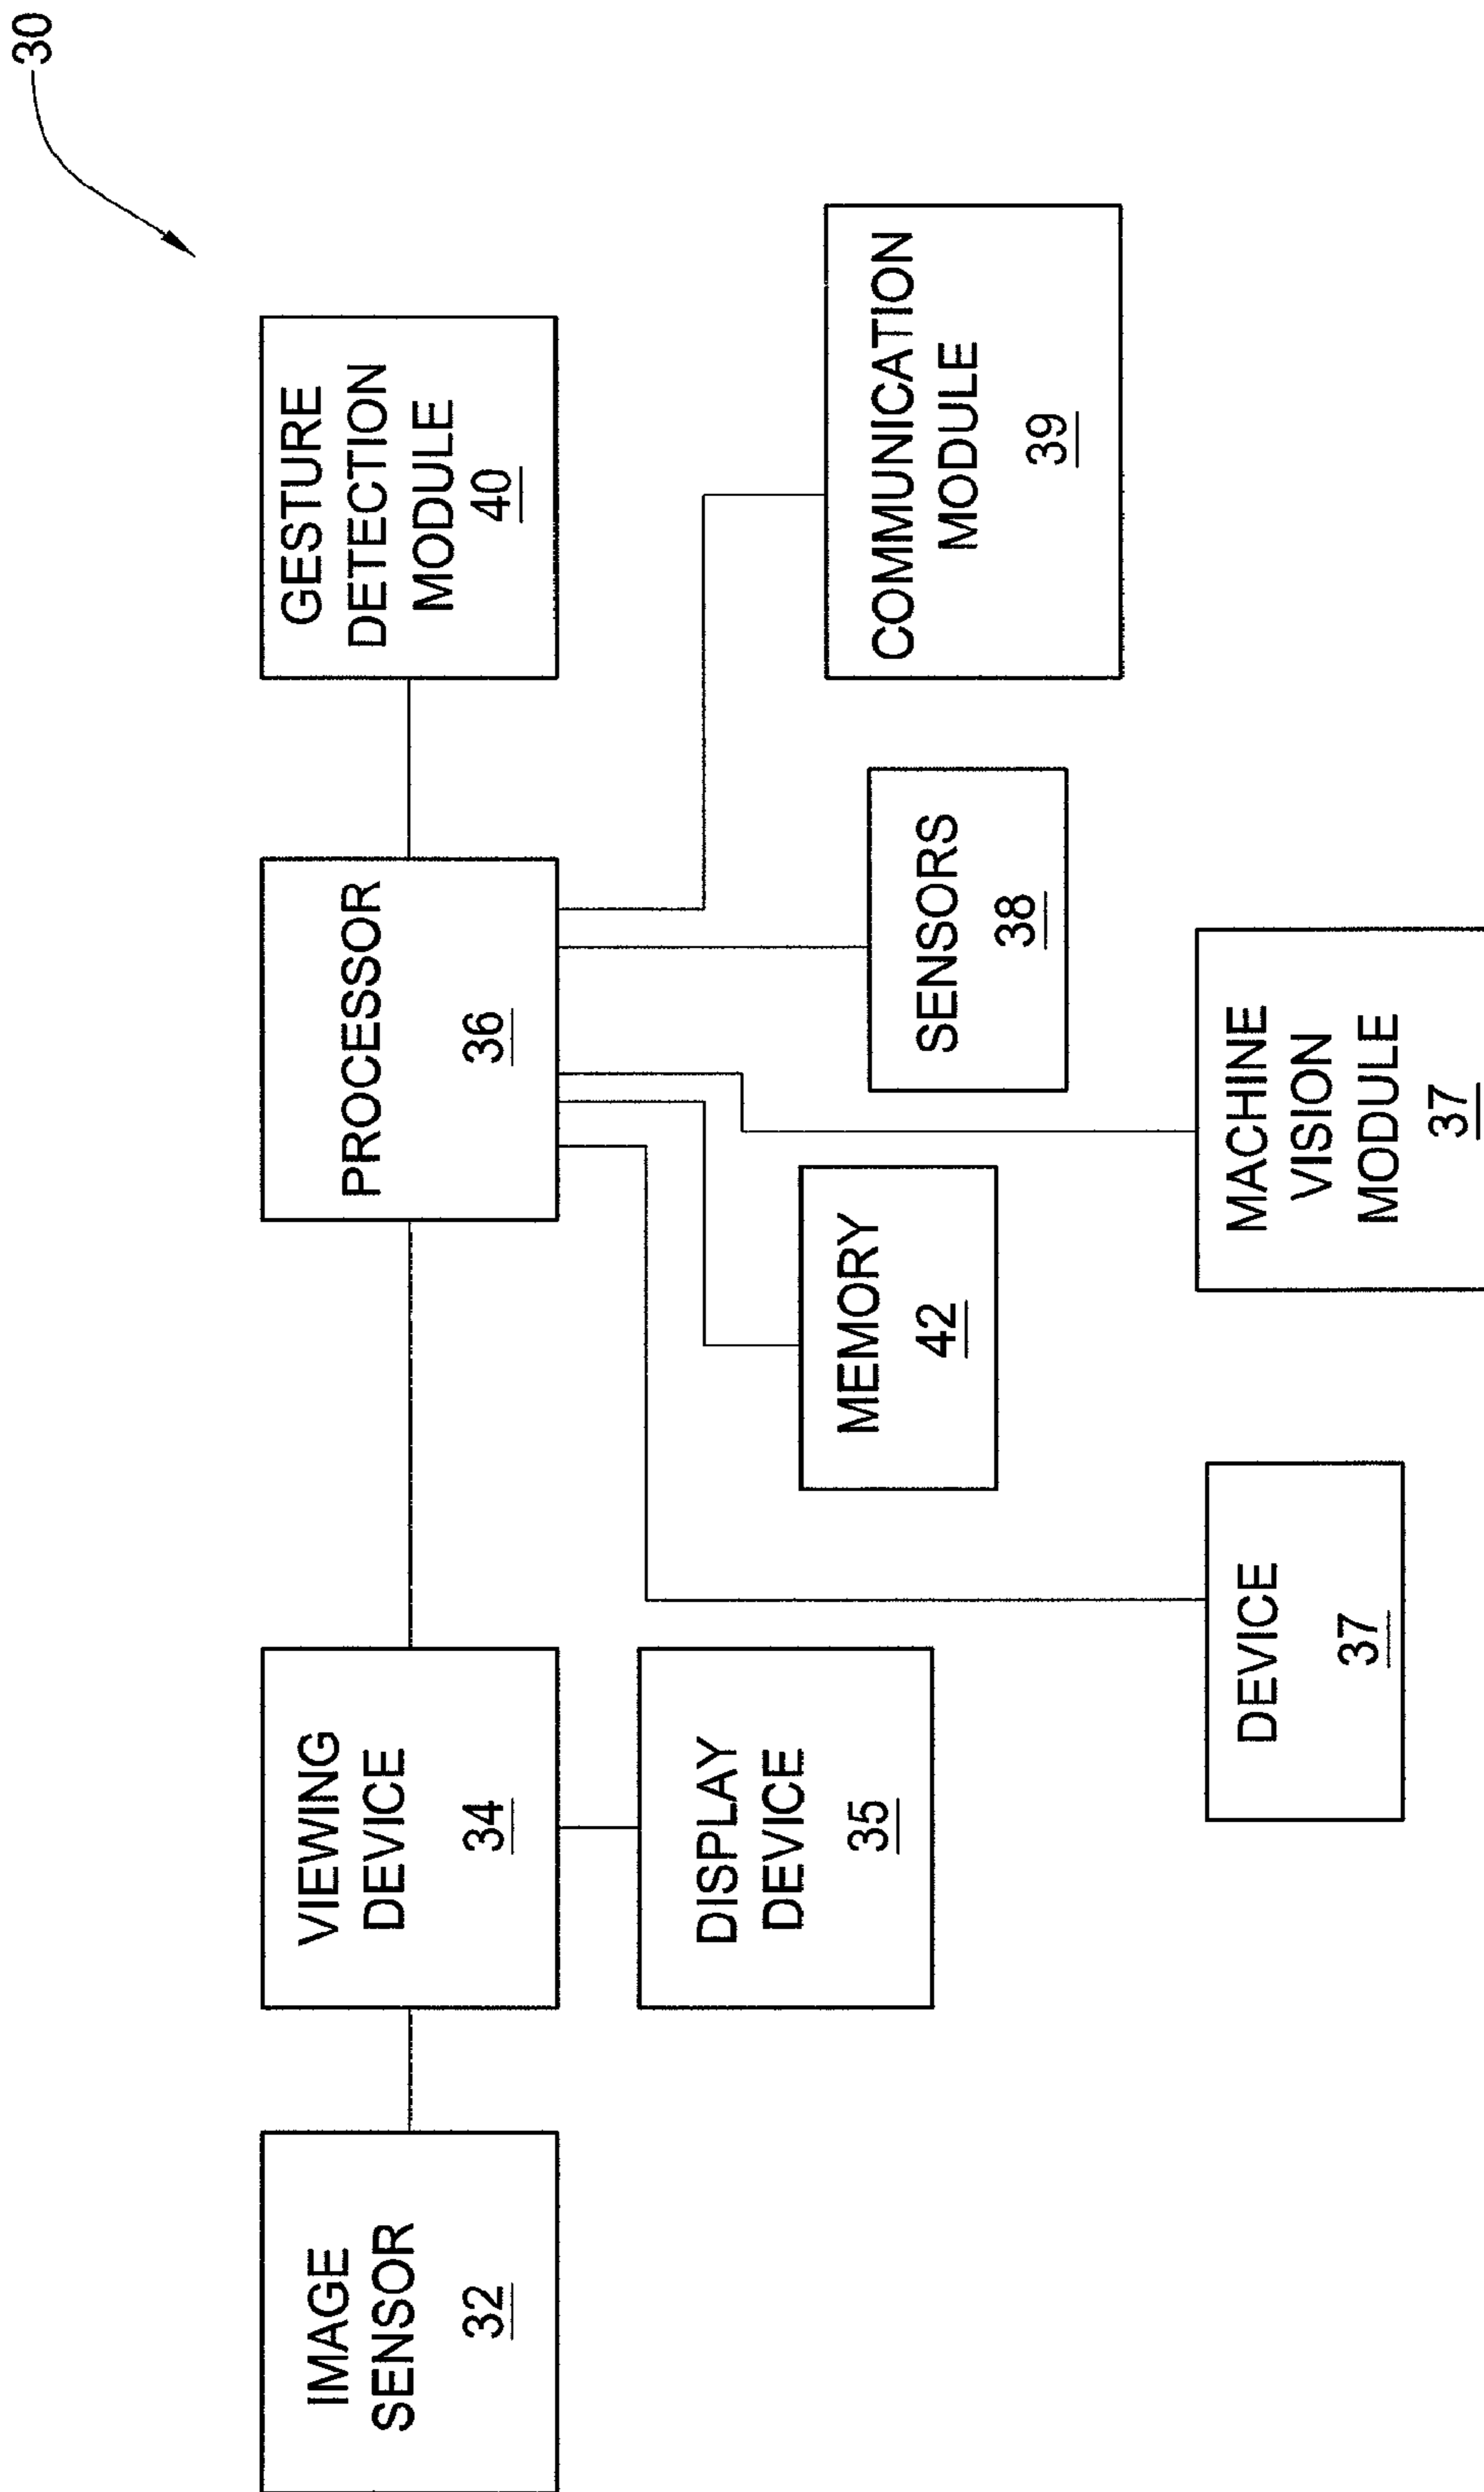 30
IMAGE
SENSOR
32
VIEWING
DEVICE
34
PROCESSOR
36
GESTURE
DETECTION
MODULE
40
DISPLAY
DEVICE
35
DEVICE
37
MEMORY
42
MACHINE
VISION
MODULE
37
SENSORS
38
COMMUNICATION
MODULE
39